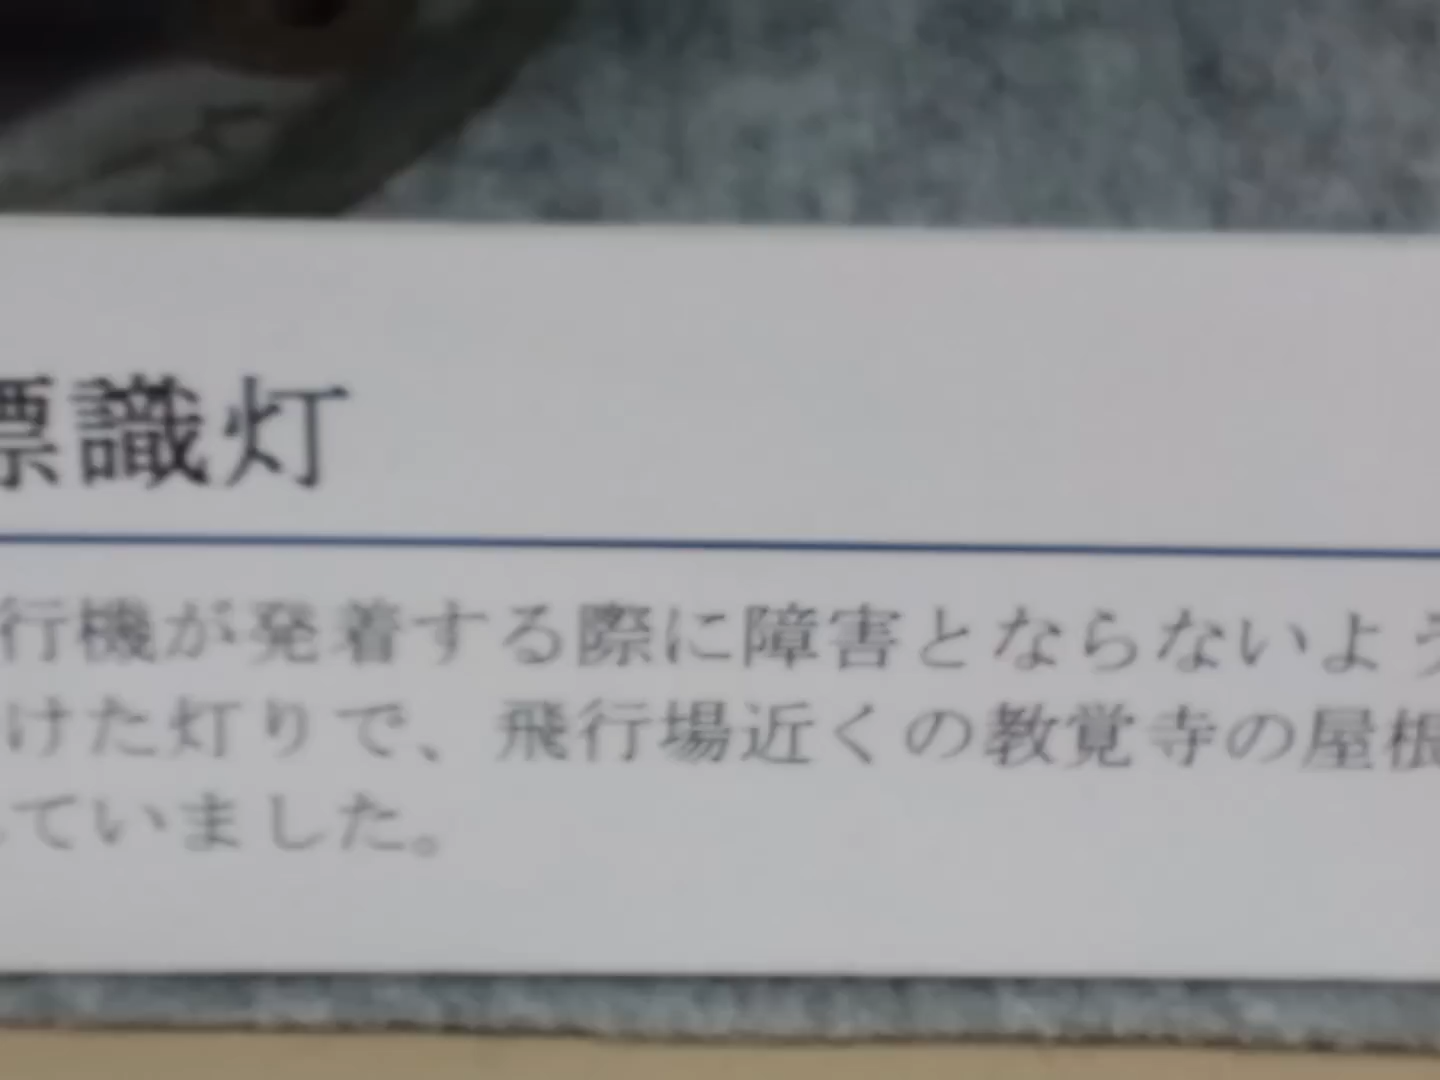 標識灯
行機が発着する際に障害とならないよう
けた灯りで、飛行場近くの教覚寺の屋根
ていました。